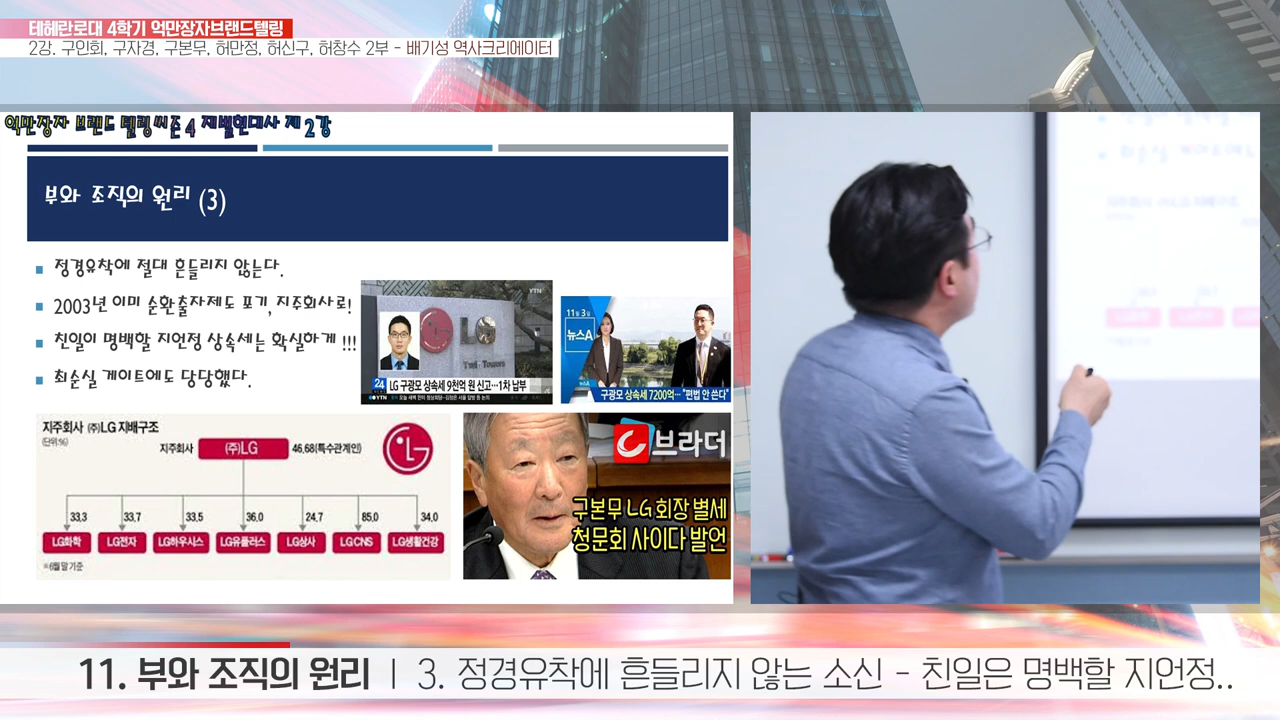 테헤란로대 4학기 억만장자브랜드텔링
2강. 구인회, 구자경, 구본무, 허만정, 허신구, 허창수 2부 - 배기성 역사크리에이터
억만장자 브랜드 텔링 씨즌 4 재벌현대사 제 2강
부와 조직의 원리 (3)
정경유착에 절대 흔들리지 않는다.
2003년 이미 순환출자제도 포기, 지주회사로!
친일이 명백할 지언정 상속세는 확실하게 !!!
최순실 게이트에도 당당했다.
YTN
LG
Twin Towers
24 LG 구광모 상속세 9천억 원 신고…1차 납부
YTN
11월 3일
뉴스A
구광모 상속세 7200억… "편법 안 쓴다"
지주회사 ㈜LG 지배구조
(단위:%)
지주회사 (주)LG 46.68(특수관계인)
LG
33.3 33.7 33.5 36.0 24.7 85.0 34.0
LG화학 LG전자 LG하우시스 LG유플러스 LG상사 LG CNS LG생활건강
※6월 말 기준
브라더
구본무 LG 회장 별세
청문회 사이다 발언
11. 부와 조직의 원리 | 3. 정경유착에 흔들리지 않는 소신 - 친일은 명백할 지언정..